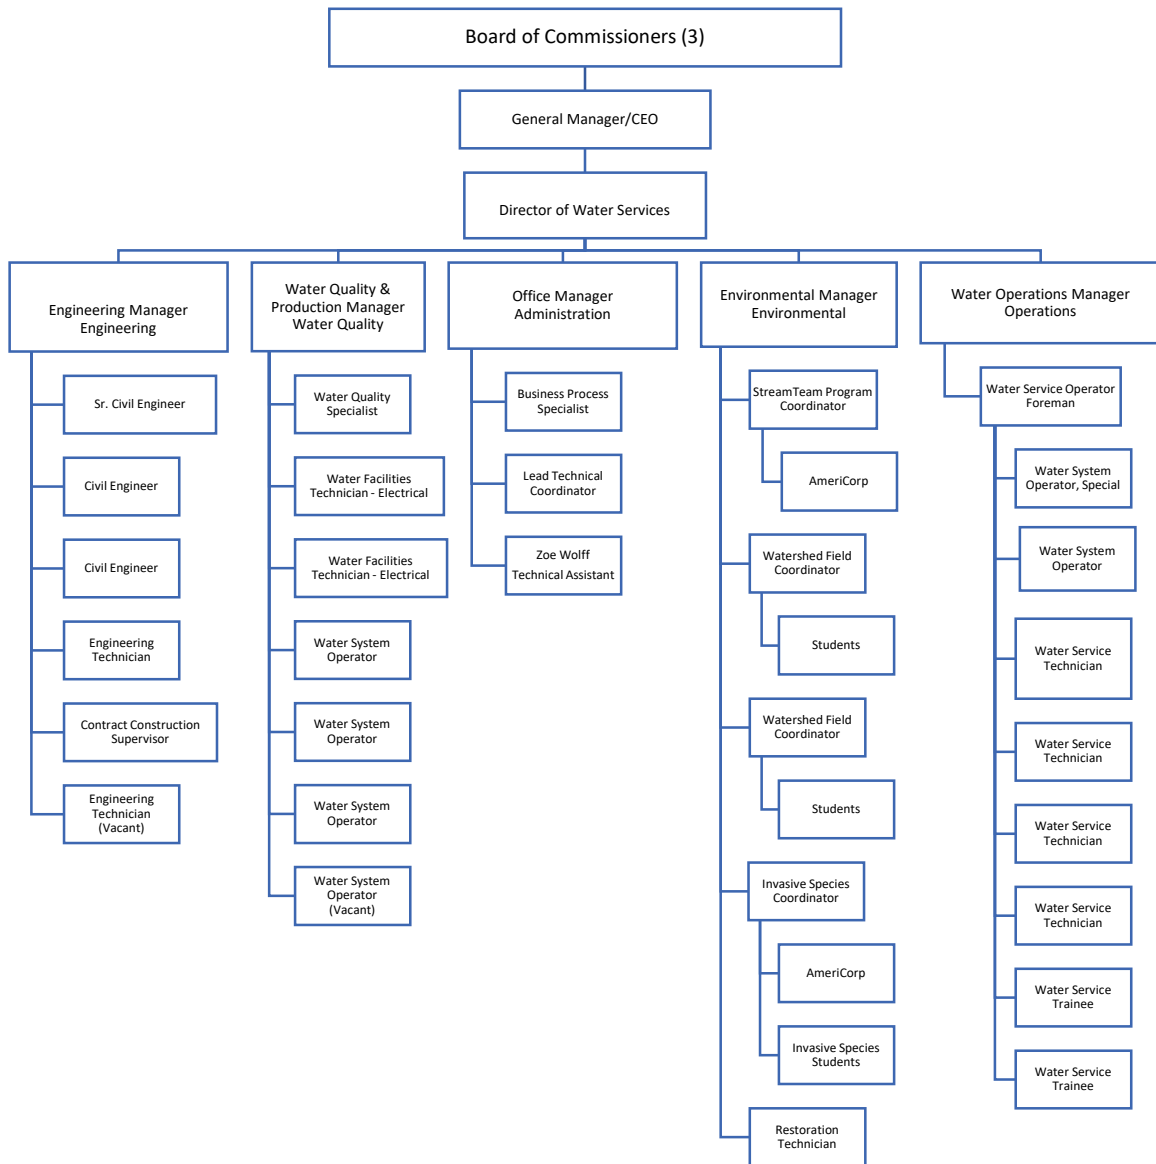 Board of Commissioners (3)
General Manager/CEO
Director of Water Services
Engineering Manager
Engineering
Sr. Civil Engineer
Civil Engineer
Civil Engineer
Engineering
Technician
Contract Construction
Supervisor
Engineering
Technician
(Vacant)
Water Quality &
Production Manager
Water Quality
Water Quality
Specialist
Water Facilities
Technician - Electrical
Water Facilities
Technician - Electrical
Water System
Operator
Water System
Operator
Water System
Operator
Water System
Operator
(Vacant)
Office Manager
Administration
Business Process
Specialist
Lead Technical
Coordinator
Zoe Wolff
Technical Assistant
Environmental Manager
Environmental
StreamTeam Program
Coordinator
AmeriCorp
Watershed Field
Coordinator
Students
Watershed Field
Coordinator
Students
Invasive Species
Coordinator
AmeriCorp
Invasive Species
Students
Restoration
Technician
Water Operations Manager
Operations
Water Service Operator
Foreman
Water System
Operator, Special
Water System
Operator
Water Service
Technician
Water Service
Technician
Water Service
Technician
Water Service
Technician
Water Service
Trainee
Water Service
Trainee